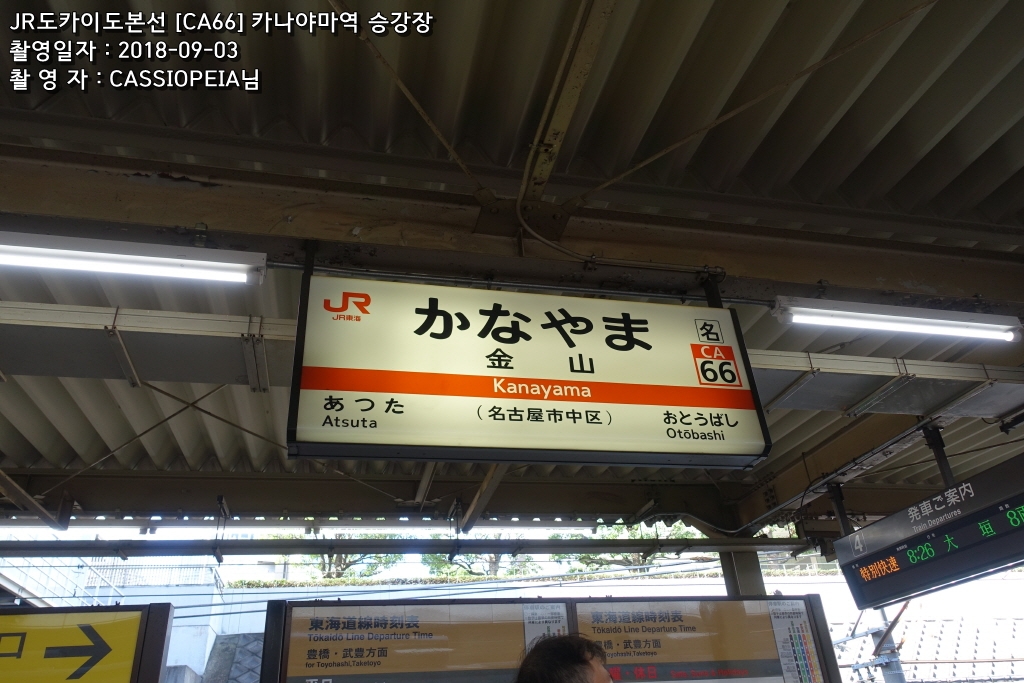 JR도카이도본선 [CA66] 카나야마역 승강장
촬영일자 : 2018-09-03
촬 영 자 : CASSIOPEIA님
JR
JR東海
かなやま
金山
Kanayama
名
CA
66
あつた
Atsuta
(名古屋市中区)
おとうばし
Otōbashi
発車ご案内
Train Departures
4
特別快速 8:26 大垣 8両
東海道線時刻表
Tōkaidō Line Departure Time
豊橋・武豊方面
for Toyohashi,Taketoyo
東海道線時刻表
Tōkaidō Line Departure Time
豊橋・武豊方面
Toyohashi,Taketoyo
口